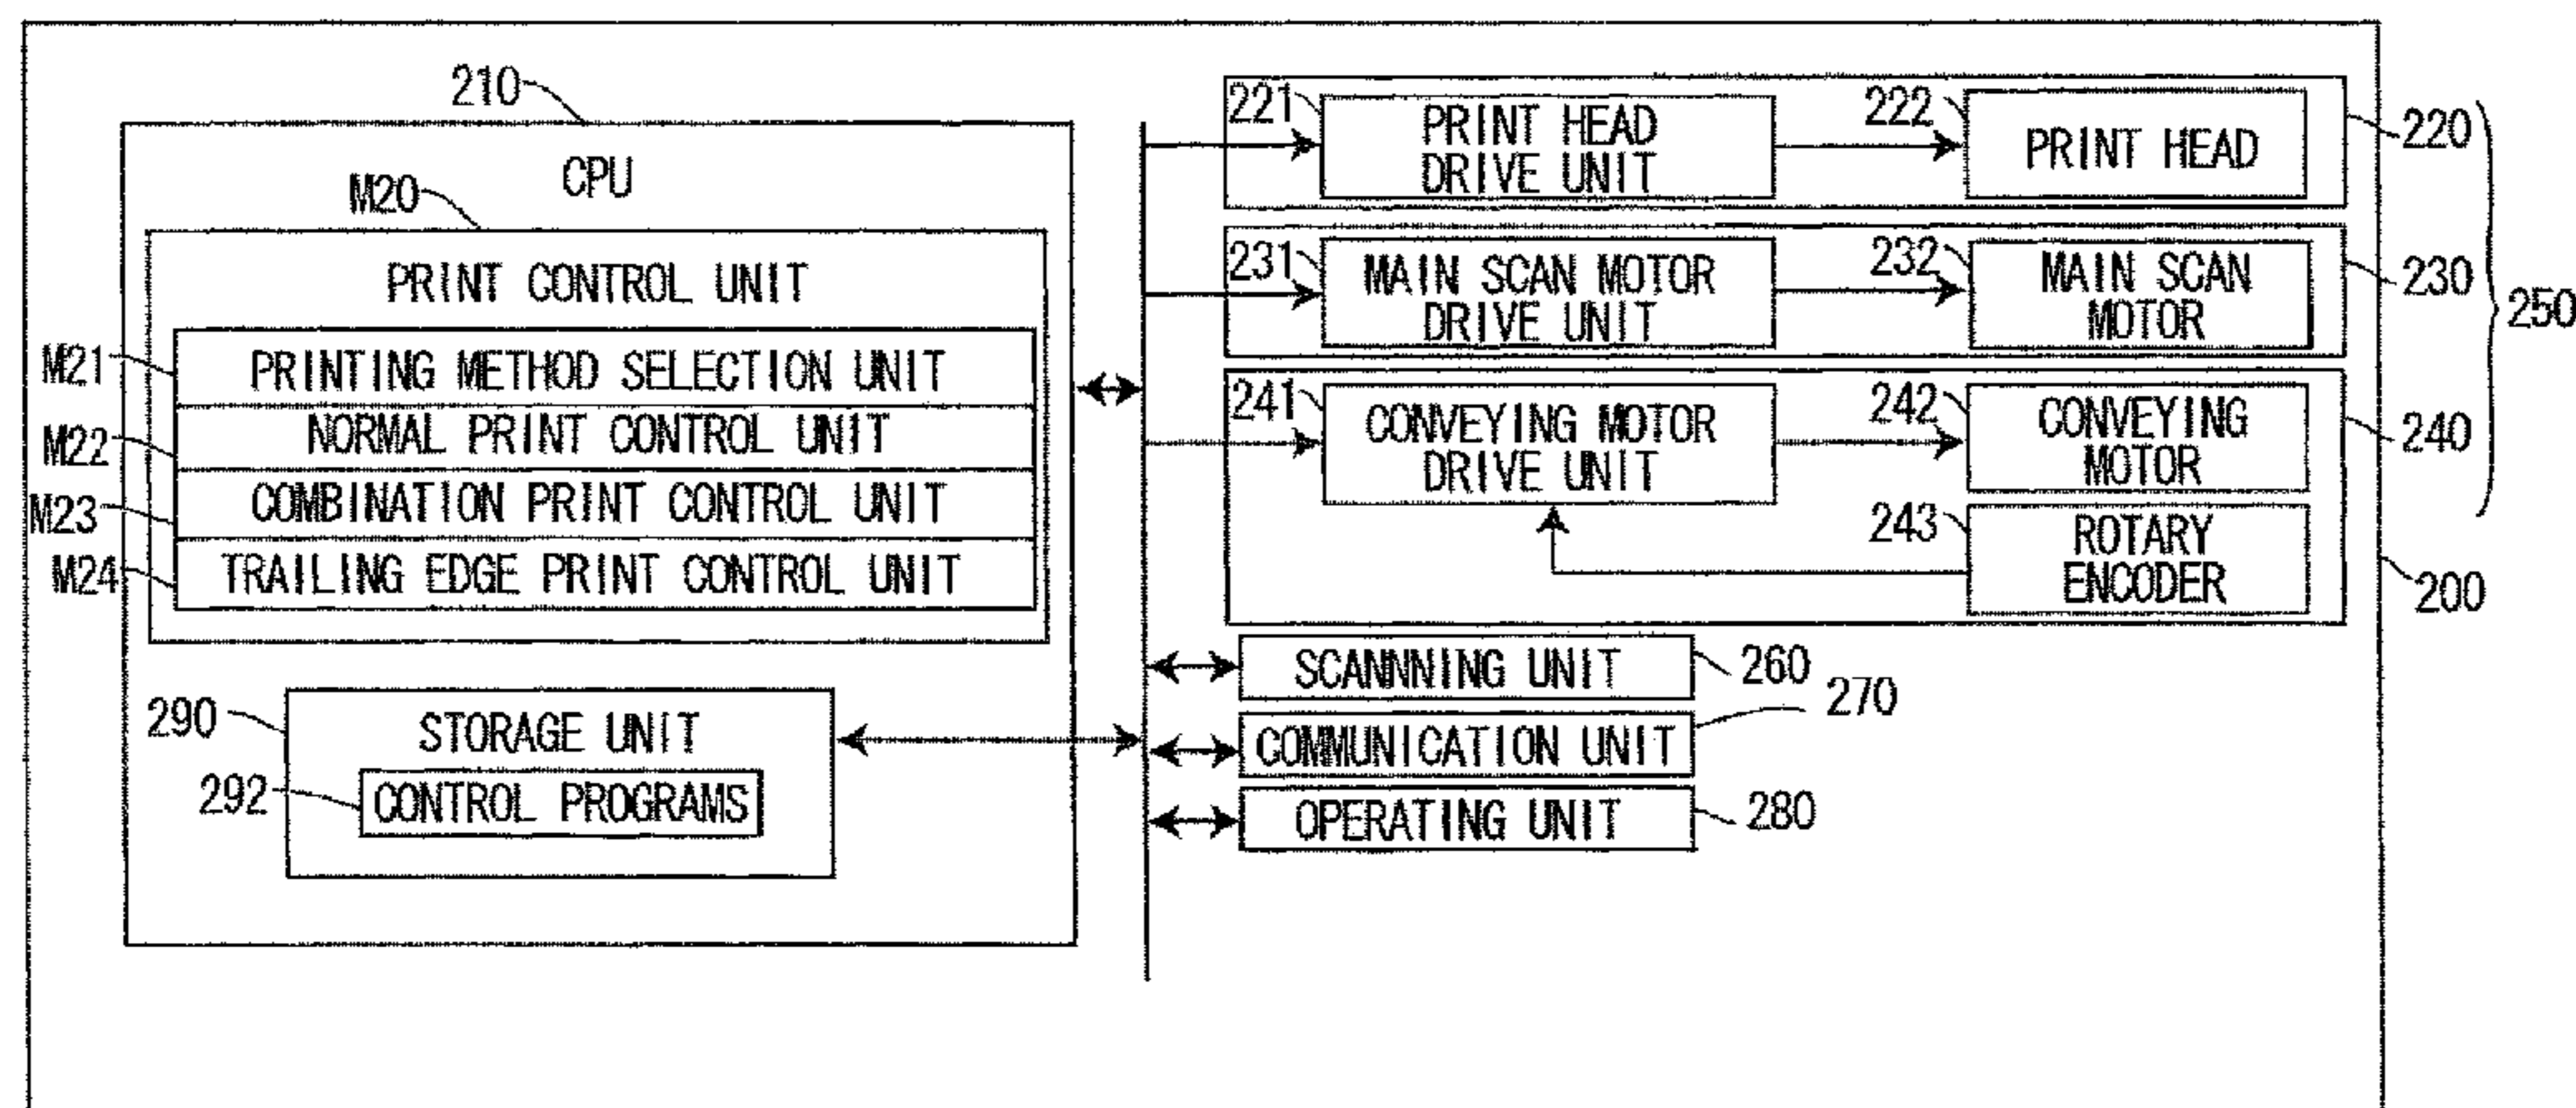 210
CPU
M20
PRINT CONTROL UNIT
M21
PRINTING METHOD SELECTION UNIT
M22
NORMAL PRINT CONTROL UNIT
M23
COMBINATION PRINT CONTROL UNIT
M24
TRAILING EDGE PRINT CONTROL UNIT
290
STORAGE UNIT
292
CONTROL PROGRAMS
221
PRINT HEAD
DRIVE UNIT
222
PRINT HEAD
220
231
MAIN SCAN MOTOR
DRIVE UNIT
232
MAIN SCAN
MOTOR
230
250
241
CONVEYING MOTOR
DRIVE UNIT
242
CONVEYING
MOTOR
240
243
ROTARY
ENCODER
200
SCANNNING UNIT
260
COMMUNICATION UNIT
270
OPERATING UNIT
280